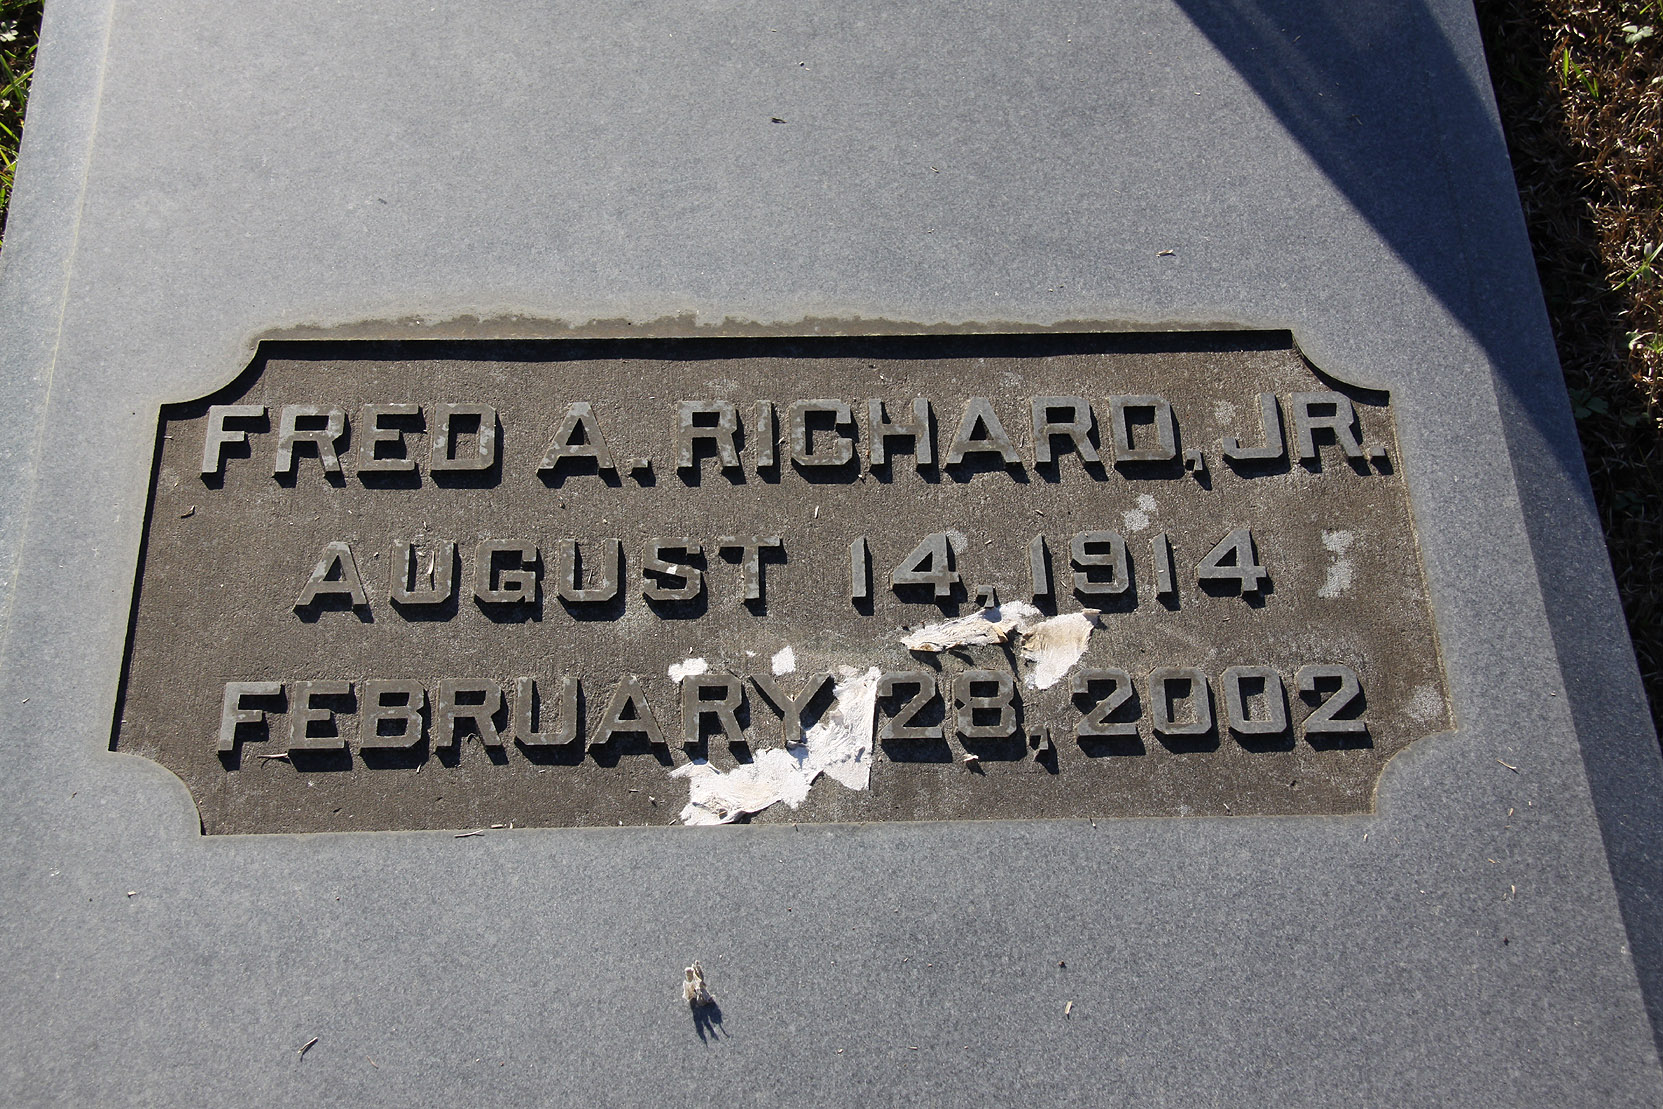 FRED A. RICHARD, JR.
AUGUST 14, 1914
FEBRUARY 28, 2002